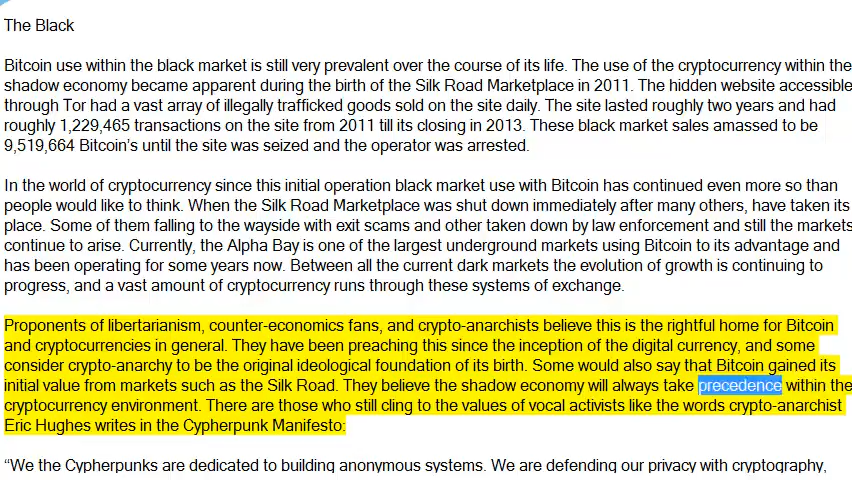 The Black
Bitcoin use within the black market is still very prevalent over the course of its life. The use of the cryptocurrency within the
shadow economy became apparent during the birth of the Silk Road Marketplace in 2011. The hidden website accessible
through Tor had a vast array of illegally trafficked goods sold on the site daily. The site lasted roughly two years and had
roughly 1,229,465 transactions on the site from 2011 till its closing in 2013. These black market sales amassed to be
9,519,664 Bitcoin’s until the site was seized and the operator was arrested.
In the world of cryptocurrency since this initial operation black market use with Bitcoin has continued even more so than
people would like to think. When the Silk Road Marketplace was shut down immediately after many others, have taken its
place. Some of them falling to the wayside with exit scams and other taken down by law enforcement and still the markets
continue to arise. Currently, the Alpha Bay is one of the largest underground markets using Bitcoin to its advantage and
has been operating for some years now. Between all the current dark markets the evolution of growth is continuing to
progress, and a vast amount of cryptocurrency runs through these systems of exchange.
Proponents of libertarianism, counter-economics fans, and crypto-anarchists believe this is the rightful home for Bitcoin
and cryptocurrencies in general. They have been preaching this since the inception of the digital currency, and some
consider crypto-anarchy to be the original ideological foundation of its birth. Some would also say that Bitcoin gained its
initial value from markets such as the Silk Road. They believe the shadow economy will always take precedence within the
cryptocurrency environment. There are those who still cling to the values of vocal activists like the words crypto-anarchist
Eric Hughes writes in the Cypherpunk Manifesto:
“We the Cypherpunks are dedicated to building anonymous systems. We are defending our privacy with cryptography,